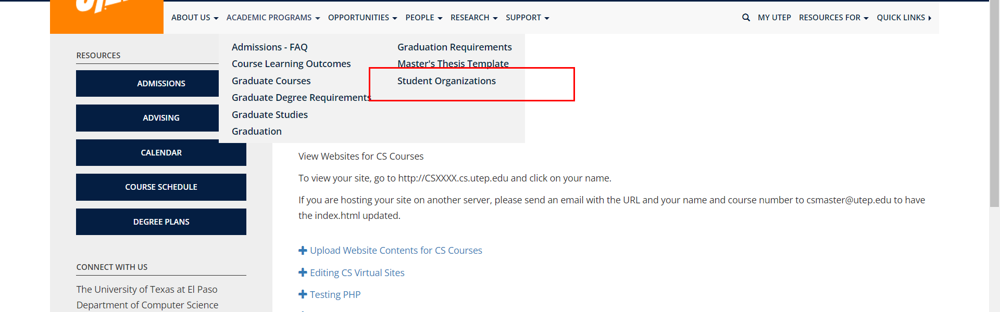 ABOUT US ACADEMIC PROGRAMS OPPORTUNITIES PEOPLE RESEARCH SUPPORT MY UTEP RESOURCES FOR QUICK LINKS
RESOURCES
ADMISSIONS
ADVISING
CALENDAR
COURSE SCHEDULE
DEGREE PLANS
CONNECT WITH US
The University of Texas at El Paso
Department of Computer Science
Admissions - FAQ
Course Learning Outcomes
Graduate Courses
Graduate Degree Requirements
Graduate Studies
Graduation
Graduation Requirements
Master's Thesis Template
Student Organizations
View Websites for CS Courses
To view your site, go to http://CSXXXX.cs.utep.edu and click on your name.
If you are hosting your site on another server, please send an email with the URL and your name and course number to csmaster@utep.edu to have
the index.html updated.
Upload Website Contents for CS Courses
Editing CS Virtual Sites
Testing PHP